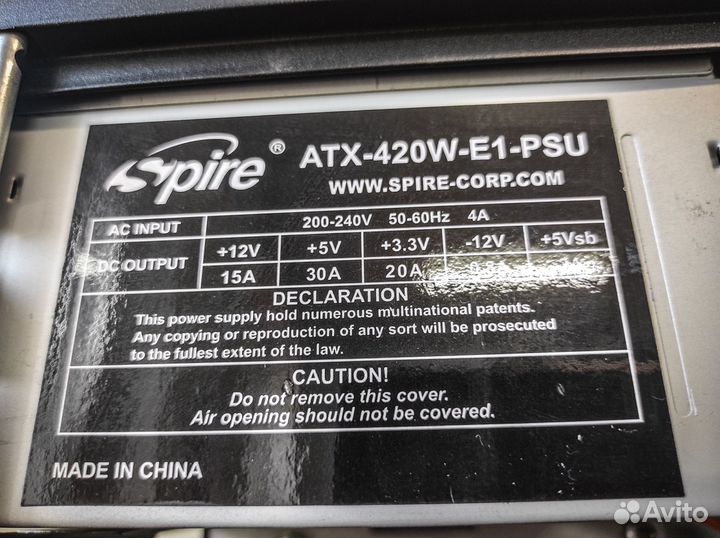 Spire® ATX-420W-E1-PSU
WWW.SPIRE-CORP.COM
AC INPUT 200-240V 50-60Hz 4A
DC OUTPUT +12V +5V +3.3V -12V +5Vsb
15A 30A 20A
DECLARATION
This power supply hold numerous multinational patents.
Any copying or reproduction of any sort will be prosecuted
to the fullest extent of the law.
CAUTION!
Do not remove this cover.
Air opening should not be covered.
MADE IN CHINA
Avito